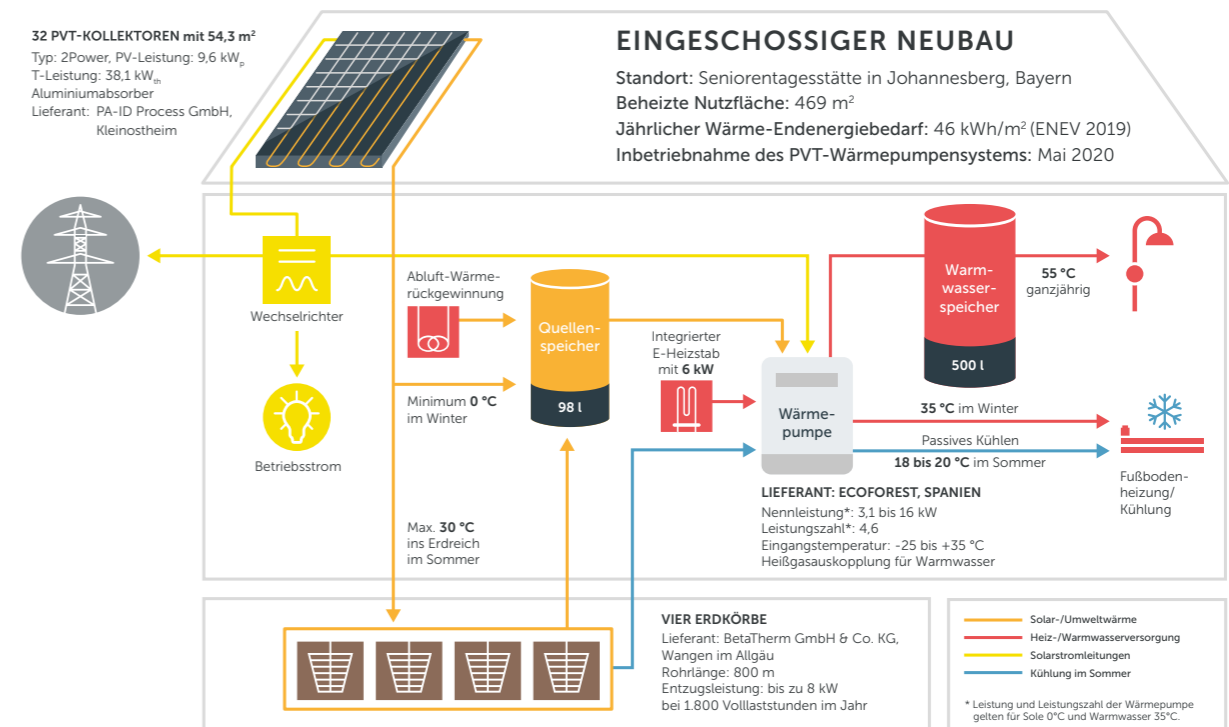 32 PVT-KOLLEKTOREN mit 54,3 m²
Typ: 2Power, PV-Leistung: 9,6 kWₚ
T-Leistung: 38,1 kWₜₕ
Aluminiumabsorber
Lieferant: PA-ID Process GmbH,
Kleinostheim
EINGESCHOSSIGER NEUBAU
Standort: Seniorentagesstätte in Johannesberg, Bayern
Beheizte Nutzfläche: 469 m²
Jährlicher Wärme-Endenergiebedarf: 46 kWh/m² (ENEV 2019)
Inbetriebnahme des PVT-Wärmepumpensystems: Mai 2020
Wechselrichter
Betriebsstrom
Abluft-Wärme-
rückgewinnung
Minimum 0 °C
im Winter
Max. 30 °C
ins Erdreich
im Sommer
Quellen-
speicher
98 l
Integrierter
E-Heizstab
mit 6 kW
Wärme-
pumpe
Warm-
wasser-
speicher
500 l
55 °C
ganzjährig
35 °C im Winter
Passives Kühlen
18 bis 20 °C im Sommer
Fußboden-
heizung/
Kühlung
LIEFERANT: ECOFOREST, SPANIEN
Nennleistung*: 3,1 bis 16 kW
Leistungszahl*: 4,6
Eingangstemperatur: -25 bis +35 °C
Heißgasauskopplung für Warmwasser
VIER ERDKÖRBE
Lieferant: BetaTherm GmbH & Co. KG,
Wangen im Allgäu
Rohrlänge: 800 m
Entzugsleistung: bis zu 8 kW
bei 1.800 Volllaststunden im Jahr
Solar-/Umweltwärme
Heiz-/Warmwasserversorgung
Solarstromleitungen
Kühlung im Sommer
* Leistung und Leistungszahl der Wärmepumpe
gelten für Sole 0°C und Warmwasser 35°C.